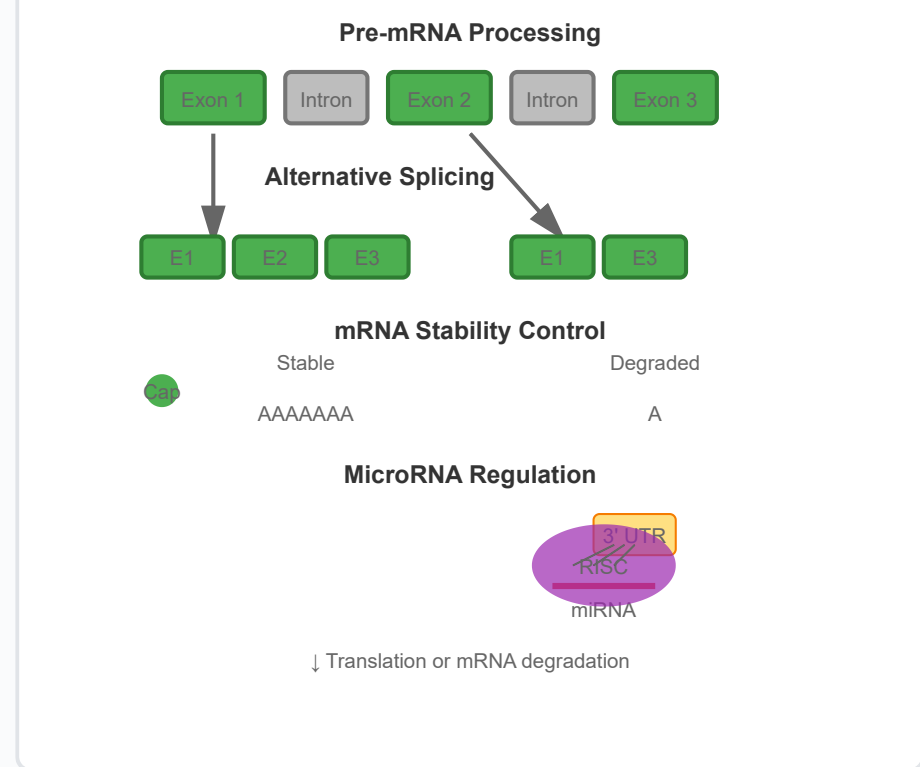 Pre-mRNA Processing
Exon 1 Intron Exon 2 Intron Exon 3
Alternative Splicing
E1 E2 E3 E1 E3
mRNA Stability Control
Stable Degraded
Cap
AAAAAAA A
MicroRNA Regulation
3' UTR
RISC
miRNA
↓ Translation or mRNA degradation